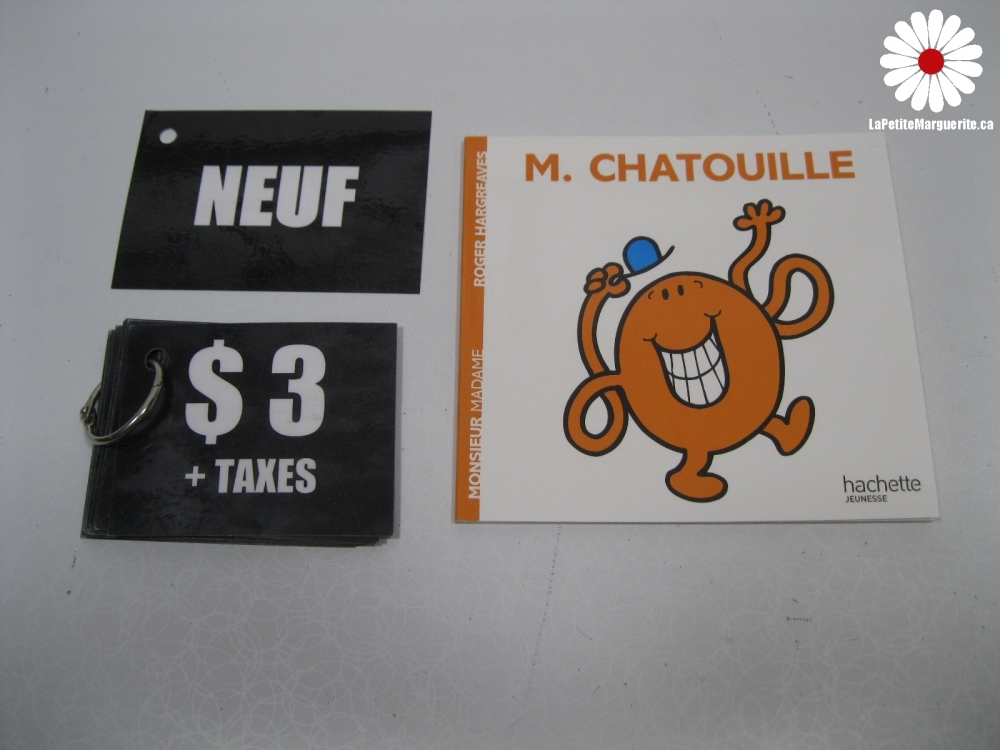 LaPetiteMarguerite.ca
NEUF
$ 3
+ TAXES
M. CHATOUILLE
ROGER HARGREAVES
MONSIEUR MADAME
hachette
JEUNESSE